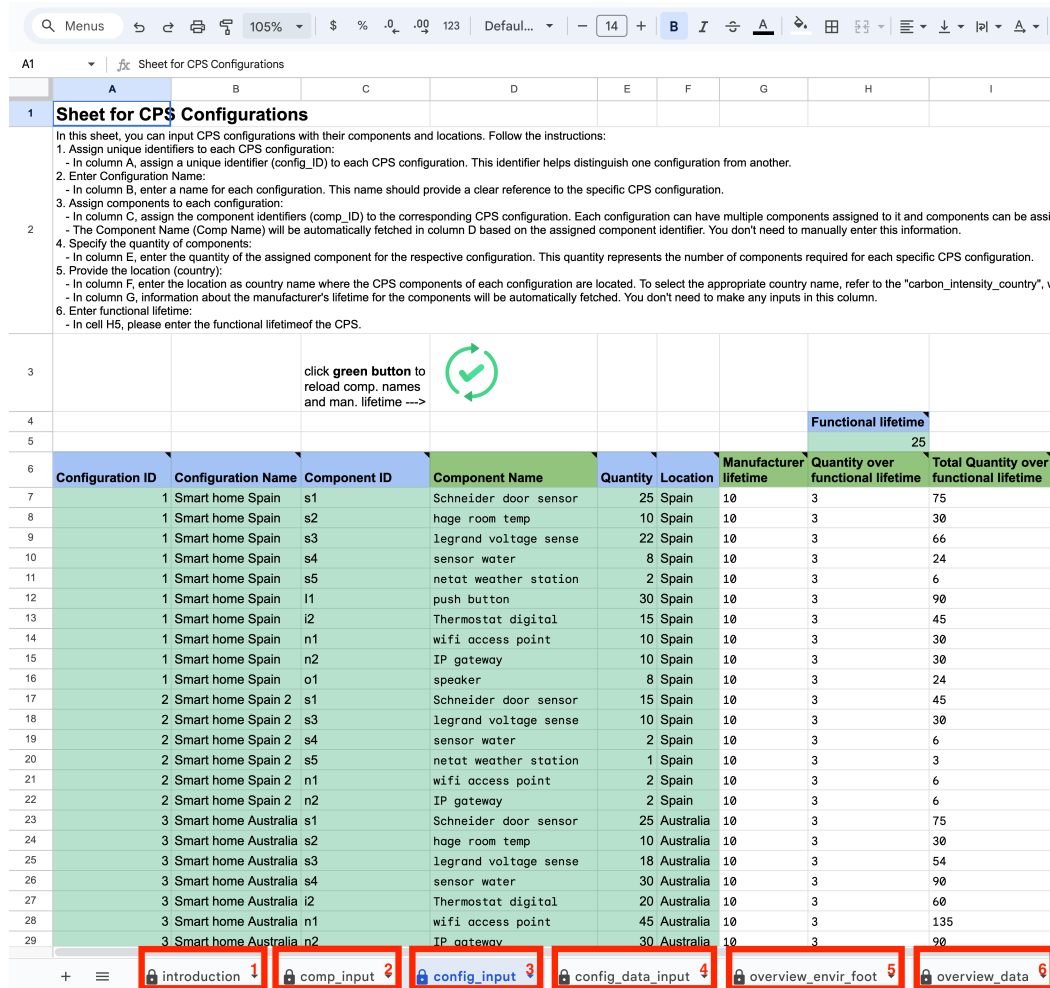 Menus 105% $ % .0 .00 123 Defaul... 14 B I A
A1 fx Sheet for CPS Configurations
A B C D E F G H I
1 Sheet for CPS Configurations
In this sheet, you can input CPS configurations with their components and locations. Follow the instructions:
1. Assign unique identifiers to each CPS configuration:
- In column A, assign a unique identifier (config_ID) to each CPS configuration. This identifier helps distinguish one configuration from another.
2. Enter Configuration Name:
- In column B, enter a name for each configuration. This name should provide a clear reference to the specific CPS configuration.
3. Assign components to each configuration:
- In column C, assign the component identifiers (comp_ID) to the corresponding CPS configuration. Each configuration can have multiple components assigned to it and components can be assi
2 - The Component Name (Comp Name) will be automatically fetched in column D based on the assigned component identifier. You don't need to manually enter this information.
4. Specify the quantity of components:
- In column E, enter the quantity of the assigned component for the respective configuration. This quantity represents the number of components required for each specific CPS configuration.
5. Provide the location (country):
- In column F, enter the location as country name where the CPS components of each configuration are located. To select the appropriate country name, refer to the "carbon_intensity_country", v
- In column G, information about the manufacturer's lifetime for the components will be automatically fetched. You don't need to make any inputs in this column.
6. Enter functional lifetime:
- In cell H5, please enter the functional lifetimeof the CPS.
click green button to
3 reload comp. names
and man. lifetime --->
4 Functional lifetime
5 25
6 Configuration ID Configuration Name Component ID Component Name Quantity Location Manufacturer lifetime Quantity over functional lifetime Total Quantity over functional lifetime
7 1 Smart home Spain s1 Schneider door sensor 25 Spain 10 3 75
8 1 Smart home Spain s2 hage room temp 10 Spain 10 3 30
9 1 Smart home Spain s3 legrand voltage sense 22 Spain 10 3 66
10 1 Smart home Spain s4 sensor water 8 Spain 10 3 24
11 1 Smart home Spain s5 netat weather station 2 Spain 10 3 6
12 1 Smart home Spain I1 push button 30 Spain 10 3 90
13 1 Smart home Spain i2 Thermostat digital 15 Spain 10 3 45
14 1 Smart home Spain n1 wifi access point 10 Spain 10 3 30
15 1 Smart home Spain n2 IP gateway 10 Spain 10 3 30
16 1 Smart home Spain o1 speaker 8 Spain 10 3 24
17 2 Smart home Spain 2 s1 Schneider door sensor 15 Spain 10 3 45
18 2 Smart home Spain 2 s3 legrand voltage sense 10 Spain 10 3 30
19 2 Smart home Spain 2 s4 sensor water 2 Spain 10 3 6
20 2 Smart home Spain 2 s5 netat weather station 1 Spain 10 3 3
21 2 Smart home Spain 2 n1 wifi access point 2 Spain 10 3 6
22 2 Smart home Spain 2 n2 IP gateway 2 Spain 10 3 6
23 3 Smart home Australia s1 Schneider door sensor 25 Australia 10 3 75
24 3 Smart home Australia s2 hage room temp 10 Australia 10 3 30
25 3 Smart home Australia s3 legrand voltage sense 18 Australia 10 3 54
26 3 Smart home Australia s4 sensor water 30 Australia 10 3 90
27 3 Smart home Australia i2 Thermostat digital 20 Australia 10 3 60
28 3 Smart home Australia n1 wifi access point 45 Australia 10 3 135
29 3 Smart home Australia n2 IP gateway 30 Australia 10 3 90
introduction 1 comp_input 2 config_input 3 config_data_input 4 overview_envir_foot 5 overview_data 6